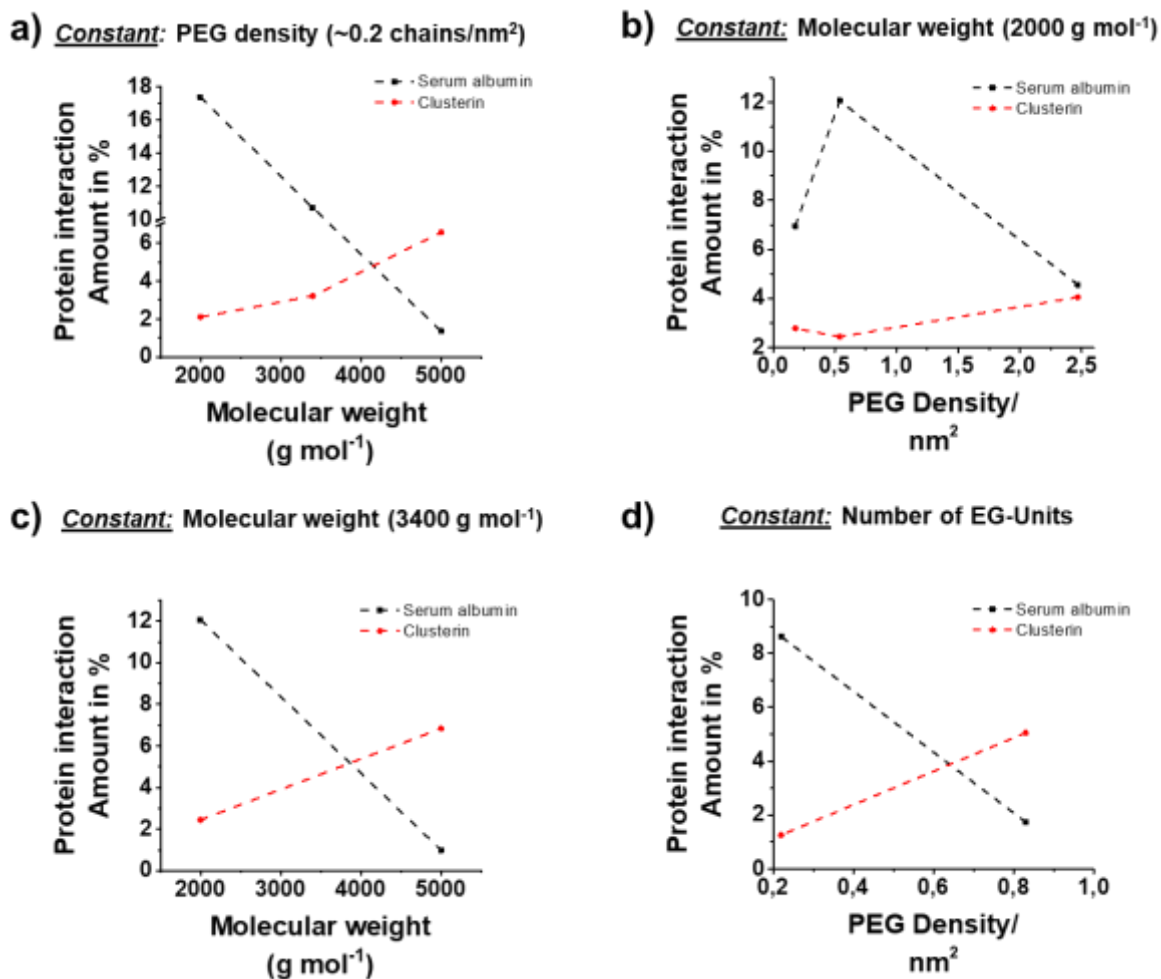 a) Constant: PEG density (~0.2 chains/nm²)
Serum albumin
Clusterin
Protein interaction
Amount in %
18
16
14
12
10
6
4
2
0
2000 3000 4000 5000
Molecular weight
(g mol⁻¹)
b) Constant: Molecular weight (2000 g mol⁻¹)
Serum albumin
Clusterin
Protein interaction
Amount in %
12
10
8
6
4
2
0,0 0,5 1,0 1,5 2,0 2,5
PEG Density/
nm²
c) Constant: Molecular weight (3400 g mol⁻¹)
Serum albumin
Clusterin
Protein interaction
Amount in %
12
10
8
6
4
2
0
2000 3000 4000 5000
Molecular weight
(g mol⁻¹)
d) Constant: Number of EG-Units
Serum albumin
Clusterin
Protein interaction
Amount in %
10
8
6
4
2
0
0,2 0,4 0,6 0,8 1,0
PEG Density/
nm²